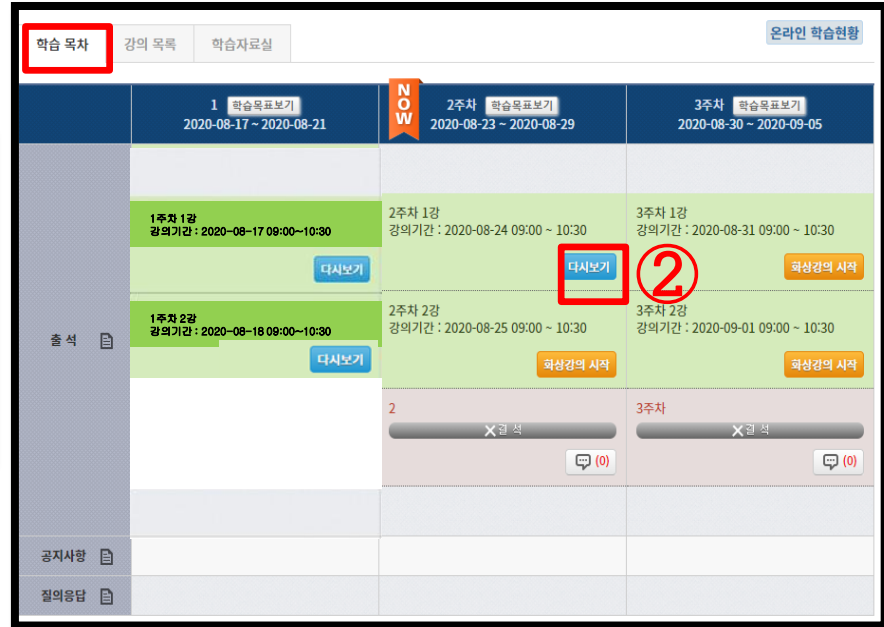 학습 목차
강의 목록
학습자료실
온라인 학습현황
1 학습목표보기
2020-08-17 ~ 2020-08-21
NOW
2주차 학습목표보기
2020-08-23 ~ 2020-08-29
3주차 학습목표보기
2020-08-30 ~ 2020-09-05
출 석
1주차 1강
강의기간 : 2020-08-17 09:00~10:30
다시보기
2주차 1강
강의기간 : 2020-08-24 09:00 ~ 10:30
다시보기
②
3주차 1강
강의기간 : 2020-08-31 09:00 ~ 10:30
화상강의 시작
1주차 2강
강의기간 : 2020-08-18 09:00~10:30
다시보기
2주차 2강
강의기간 : 2020-08-25 09:00 ~ 10:30
화상강의 시작
3주차 2강
강의기간 : 2020-09-01 09:00 ~ 10:30
화상강의 시작
2
X결 석
(0)
3주차
X결 석
(0)
공지사항
질의응답